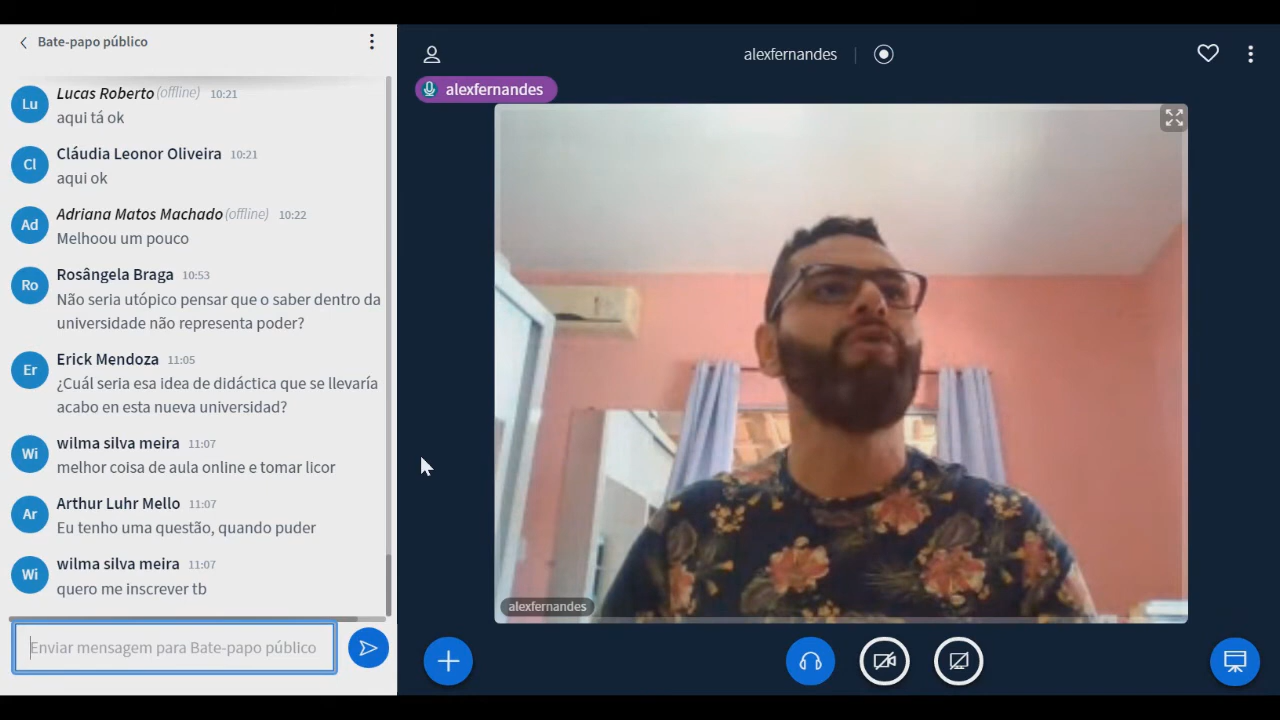 Bate-papo público
Lucas Roberto (offline) 10:21
aqui tá ok
Cláudia Leonor Oliveira 10:21
aqui ok
Adriana Matos Machado (offline) 10:22
Melhoou um pouco
Rosângela Braga 10:53
Não seria utópico pensar que o saber dentro da
universidade não representa poder?
Erick Mendoza 11:05
¿Cuál seria esa idea de didáctica que se llevaría
acabo en esta nueva universidad?
wilma silva meira 11:07
melhor coisa de aula online e tomar licor
Arthur Luhr Mello 11:07
Eu tenho uma questão, quando puder
wilma silva meira 11:07
quero me inscrever tb
Enviar mensagem para Bate-papo público
Lu
Cl
Ad
Ro
Er
Wi
Ar
Wi
alexfernandes
alexfernandes
alexfernandes